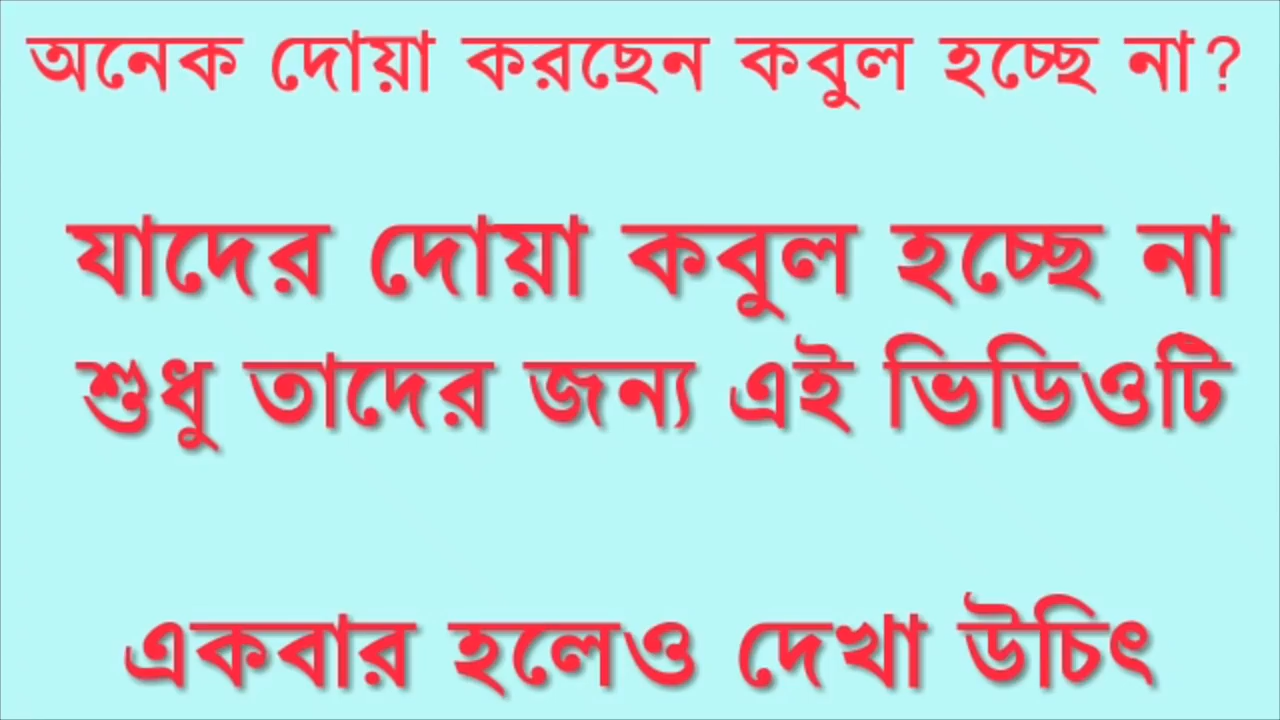 অনেক দোয়া করছেন কবুল হচ্ছে না?
যাদের দোয়া কবুল হচ্ছে না
শুধু তাদের জন্য এই ভিডিওটি
একবার হলেও দেখা উচিৎ